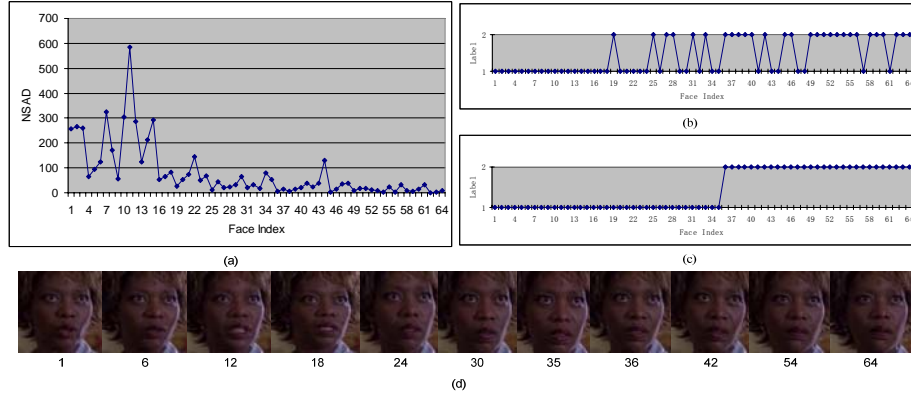 700
600
500
400
300
200
100
0
NSAD
1 4 7 10 13 16 19 22 25 28 31 34 37 40 43 46 49 52 55 58 61 64
Face Index
(a)
2
1
Label
1 4 7 10 13 16 19 22 25 28 31 34 37 40 43 46 49 52 55 58 61 64
Face Index
(b)
2
1
Label
1 4 7 10 13 16 19 22 25 28 31 34 37 40 43 46 49 52 55 58 61 64
Face Index
(c)
1 6 12 18 24 30 35 36 42 54 64
(d)